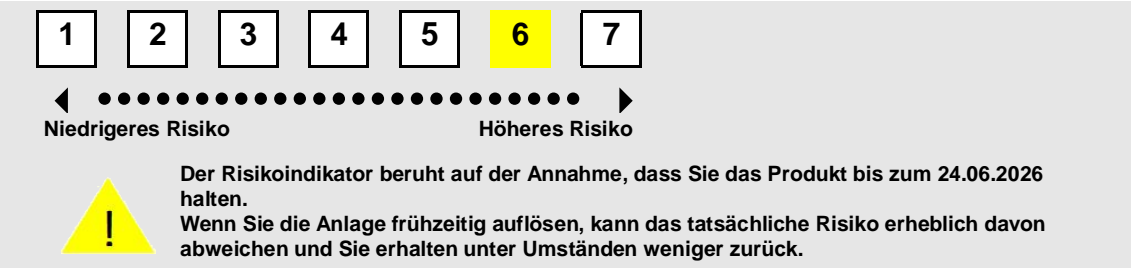 1 2 3 4 5 6 7
Niedrigeres Risiko Höheres Risiko
Der Risikoindikator beruht auf der Annahme, dass Sie das Produkt bis zum 24.06.2026
halten.
Wenn Sie die Anlage frühzeitig auflösen, kann das tatsächliche Risiko erheblich davon
abweichen und Sie erhalten unter Umständen weniger zurück.
!